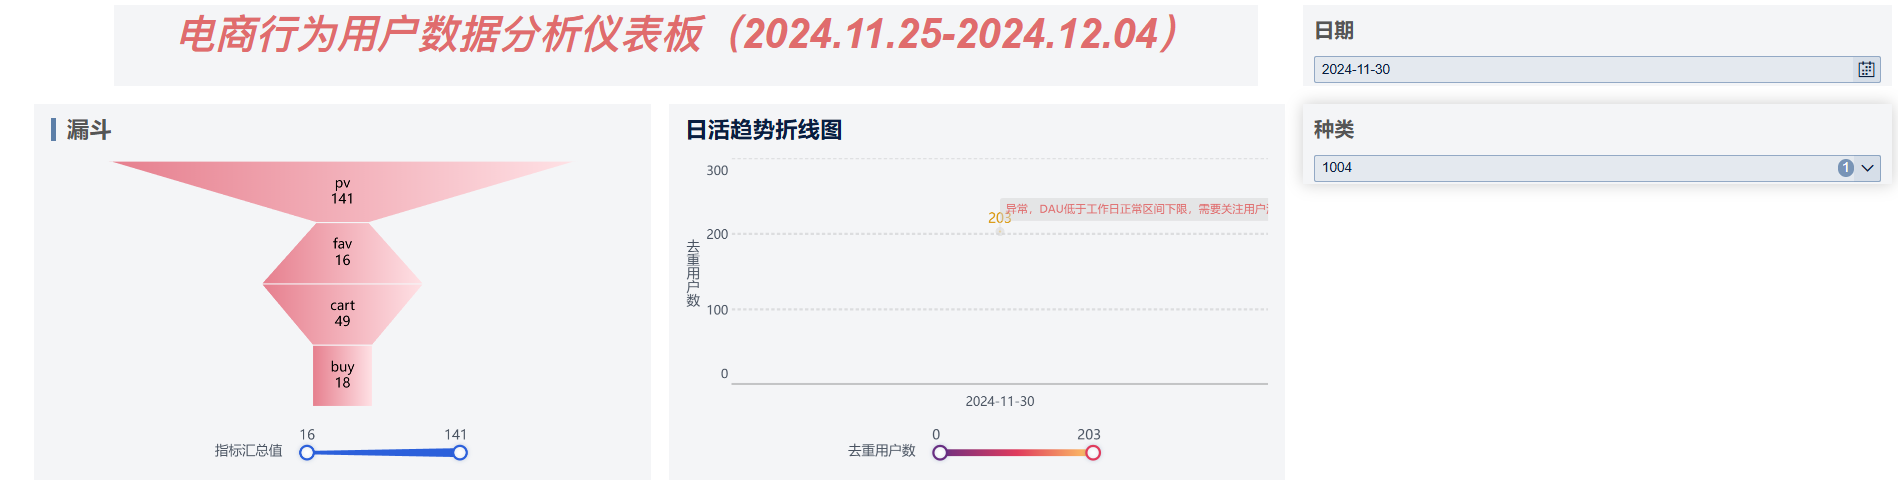 电商行为用户数据分析仪表板（2024.11.25-2024.12.04）
日期
2024-11-30
种类
1004
1
漏斗
pv
141
fav
16
cart
49
buy
18
指标汇总值
16
141
日活趋势折线图
去重用户数
300
200
100
0
203
异常，DAU低于工作日正常区间下限，需要关注用户
2024-11-30
去重用户数
0
203